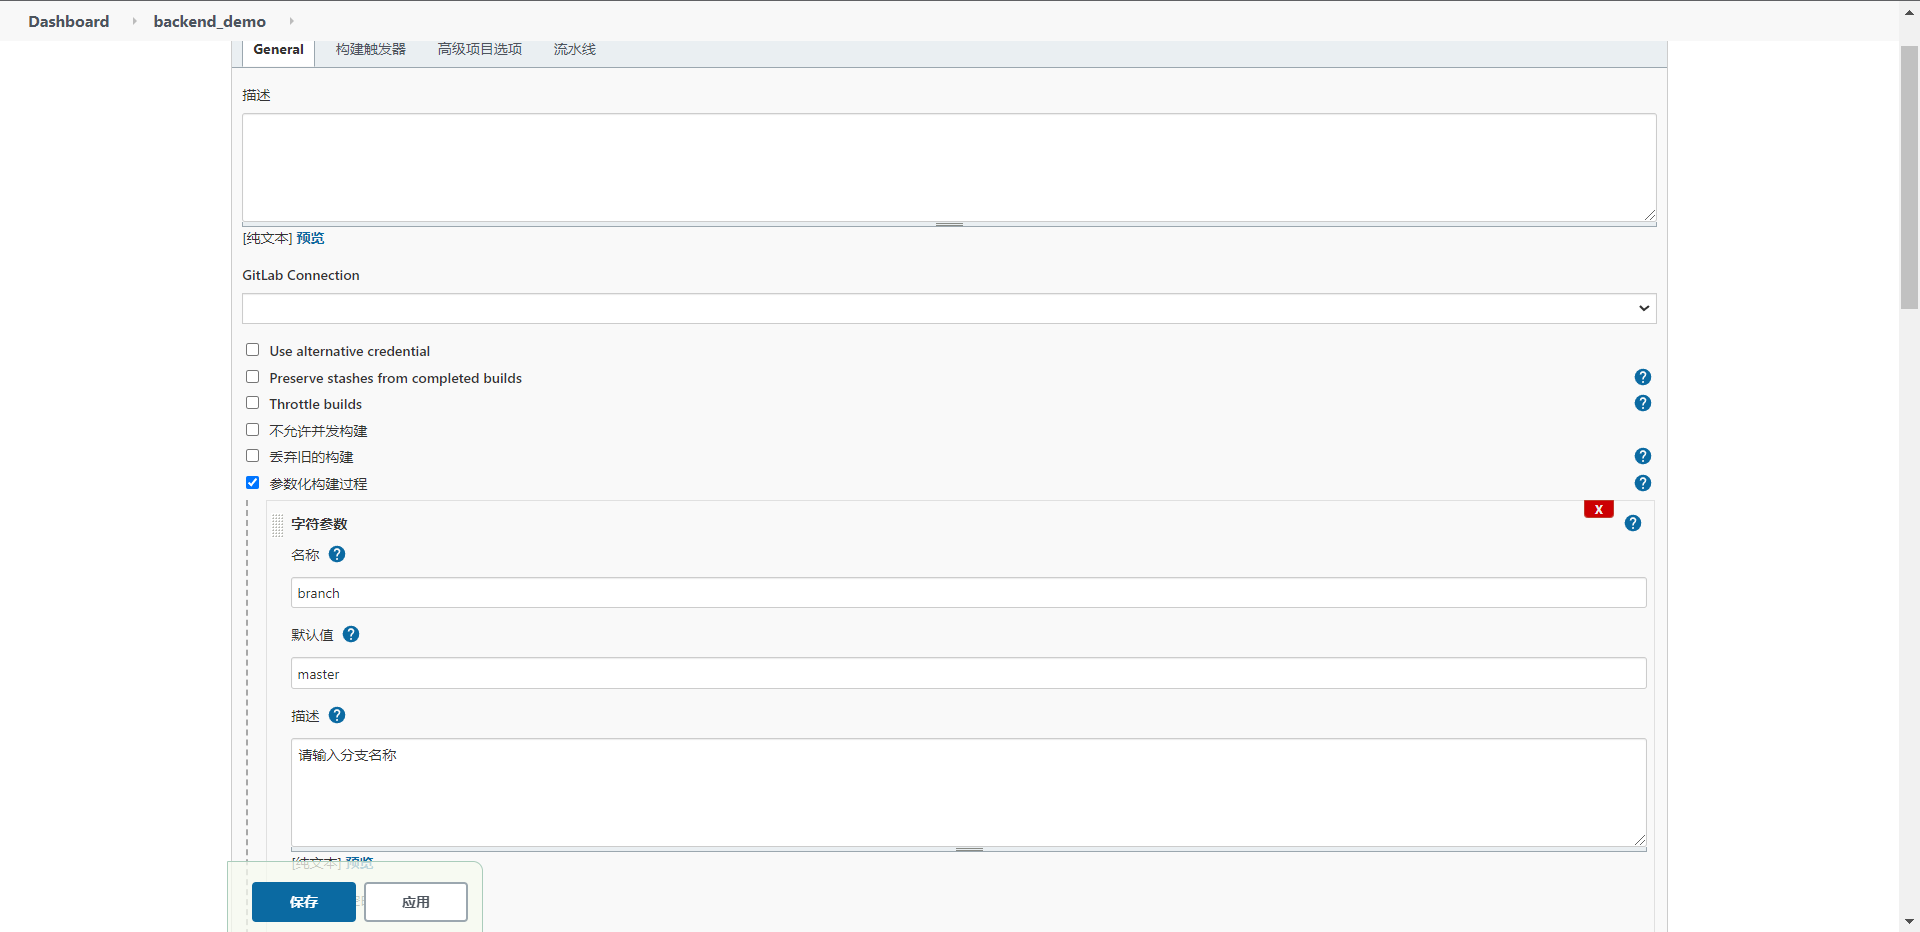 Dashboard backend_demo
General 构建触发器 高级项目选项 流水线
描述
[纯文本] 预览
GitLab Connection
Use alternative credential
Preserve stashes from completed builds
Throttle builds
不允许并发构建
丢弃旧的构建
参数化构建过程
X
字符参数
名称
branch
默认值
master
描述
请输入分支名称
[纯文本] 预览
保存 应用